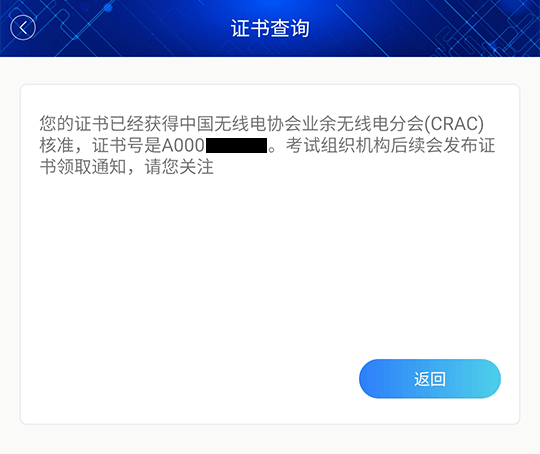 证书查询
您的证书已经获得中国无线电协会业余无线电分会(CRAC)
核准，证书号是A000 。考试组织机构后续会发布证
书领取通知，请您关注
返回